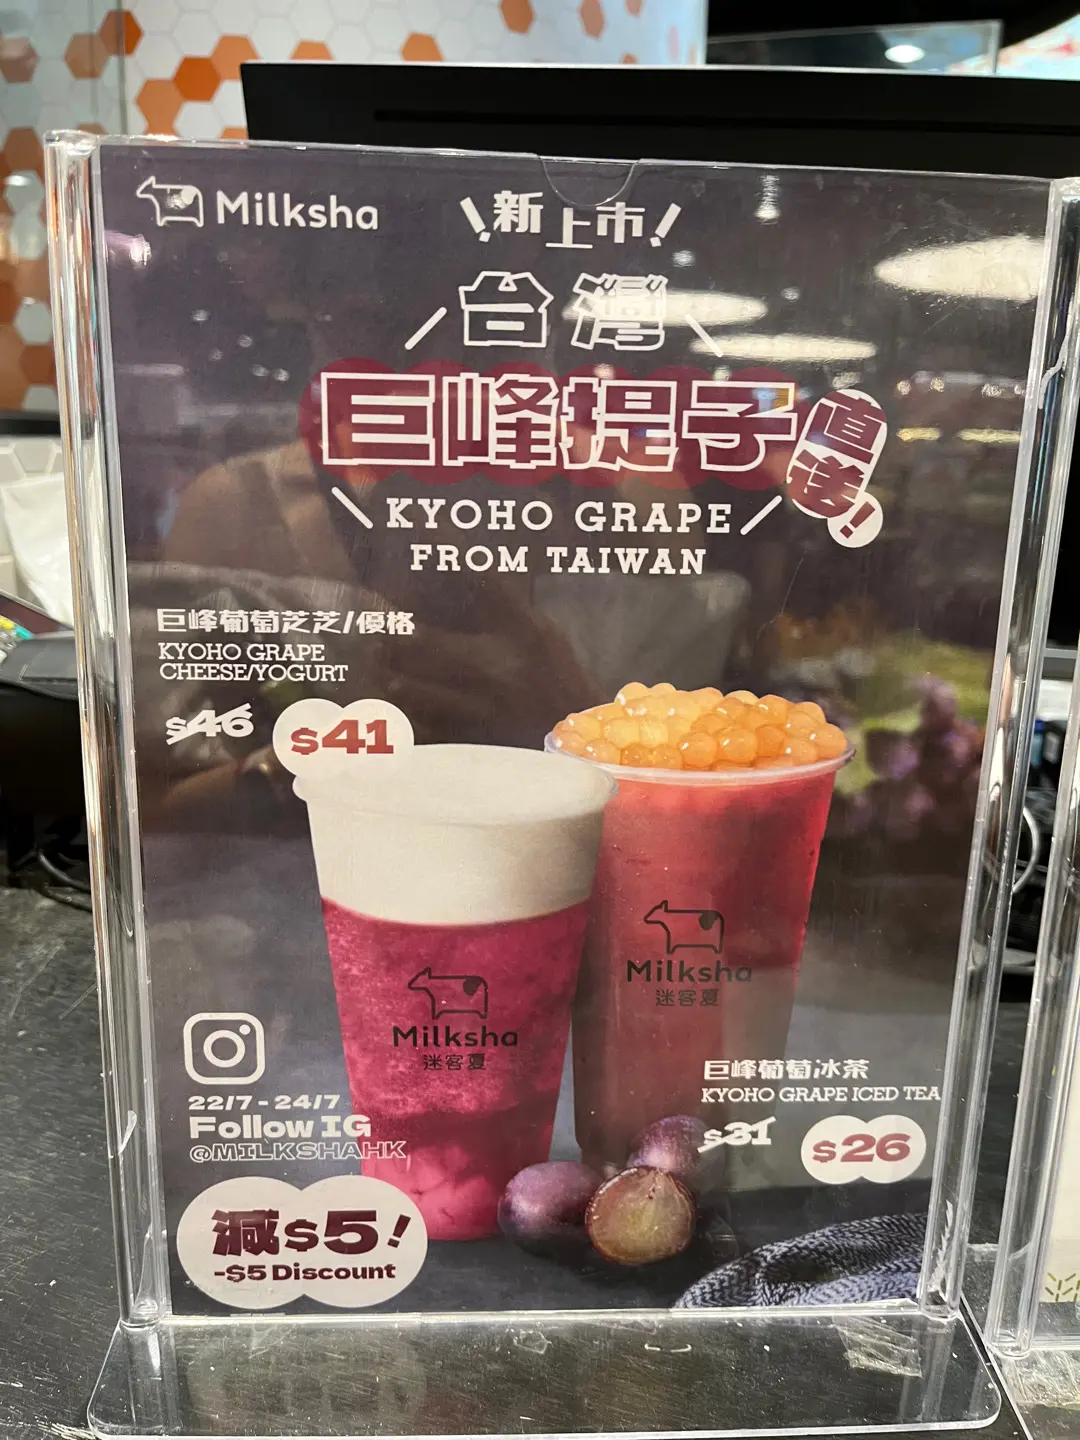 Milksha
新上市!
台灣
巨峰提子
直送!
KYOHO GRAPE
FROM TAIWAN
巨峰葡萄芝芝/優格
KYOHO GRAPE
CHEESE/YOGURT
$46
$41
Milksha
迷客夏
Milksha
迷客夏
巨峰葡萄冰茶
KYOHO GRAPE ICED TEA
$31
$26
22/7 - 24/7
Follow IG
@MILKSHAHK
減$5!
-$5 Discount